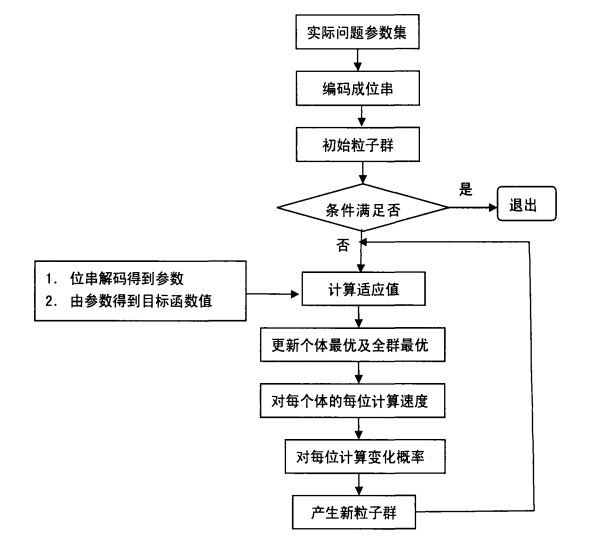 实际问题参数集
编码成位串
初始粒子群
条件满足否
是
退出
否
1. 位串解码得到参数
2. 由参数得到目标函数值
计算适应值
更新个体最优及全群最优
对每个体的每位计算速度
对每位计算变化概率
产生新粒子群